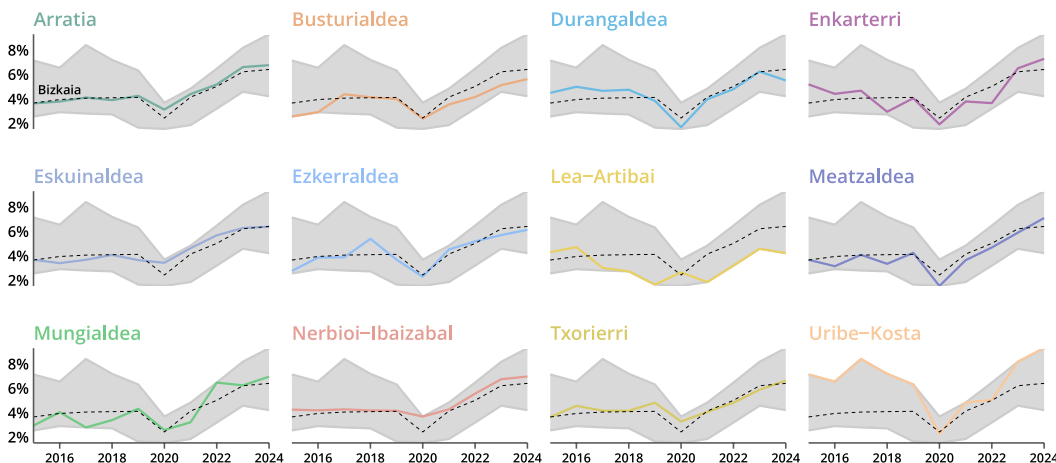 Arratia
Busturialdea
Durangaldea
Enkarterri
8%
6%
4%
2%
Bizkaia
Eskuinaldea
Ezkerraldea
Lea−Artibai
Meatzaldea
8%
6%
4%
2%
Mungialdea
Nerbioi−Ibaizabal
Txorierri
Uribe−Kosta
8%
6%
4%
2%
2016 2018 2020 2022 2024
2016 2018 2020 2022 2024
2016 2018 2020 2022 2024
2016 2018 2020 2022 2024